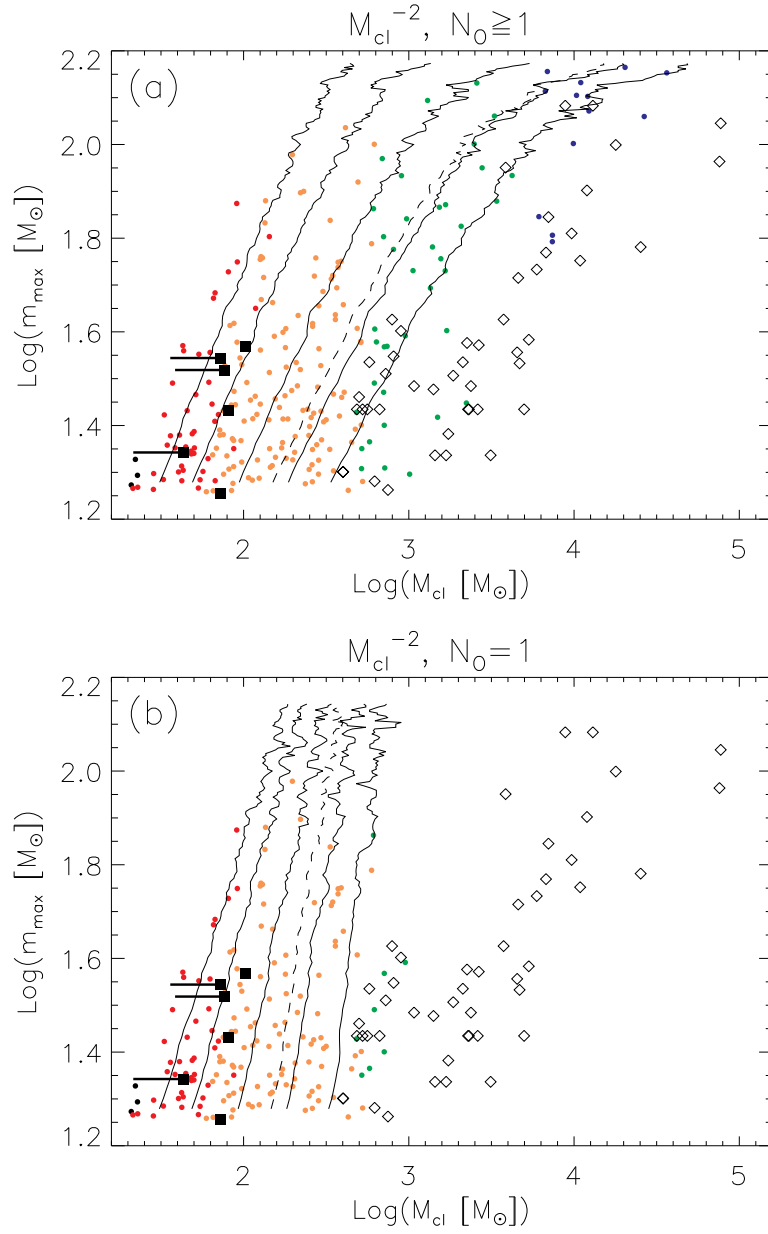 M_cl^−2, N_0≧1
(a)
2.2
2.0
1.8
1.6
1.4
1.2
Log(m_max [M_⊙])
2 3 4 5
Log(M_cl [M_⊙])
M_cl^−2, N_0=1
(b)
2.2
2.0
1.8
1.6
1.4
1.2
Log(m_max [M_⊙])
2 3 4 5
Log(M_cl [M_⊙])